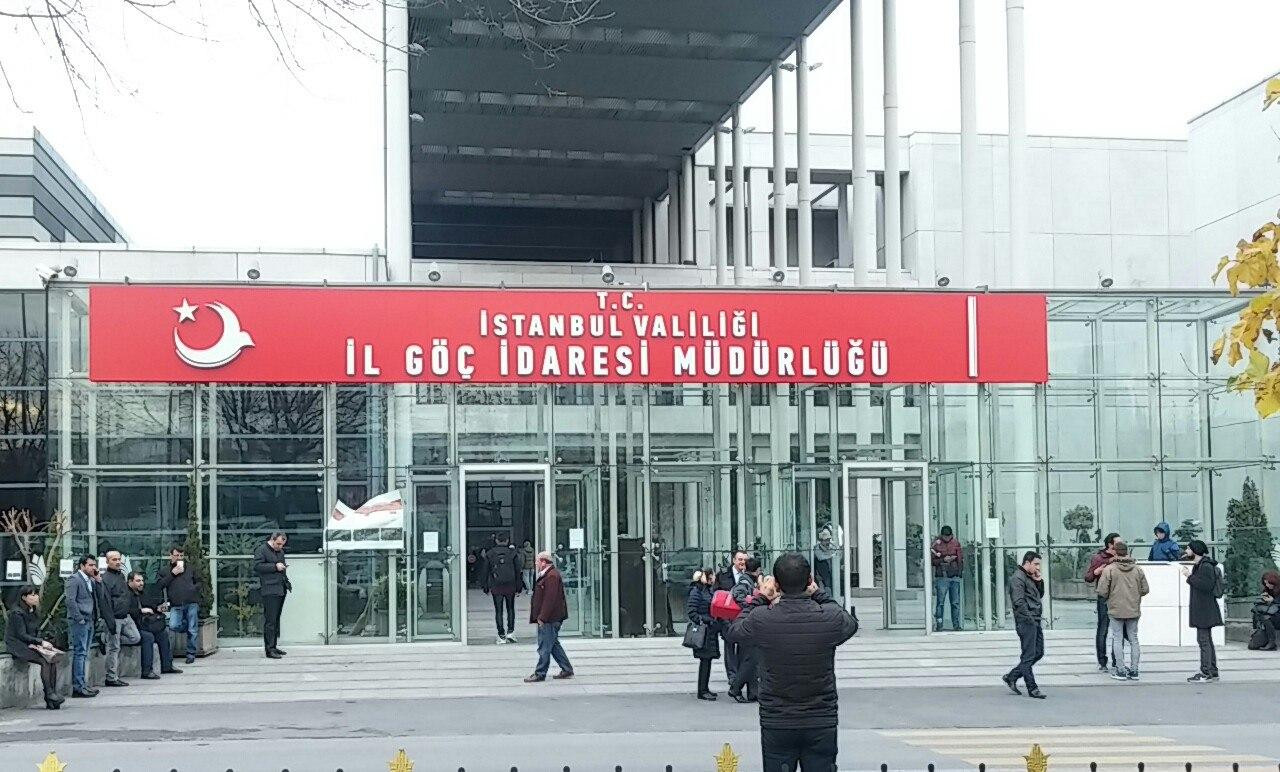 T.C.
İSTANBUL VALİLİĞİ
İL GÖÇ İDARESİ MÜDÜRLÜĞÜ